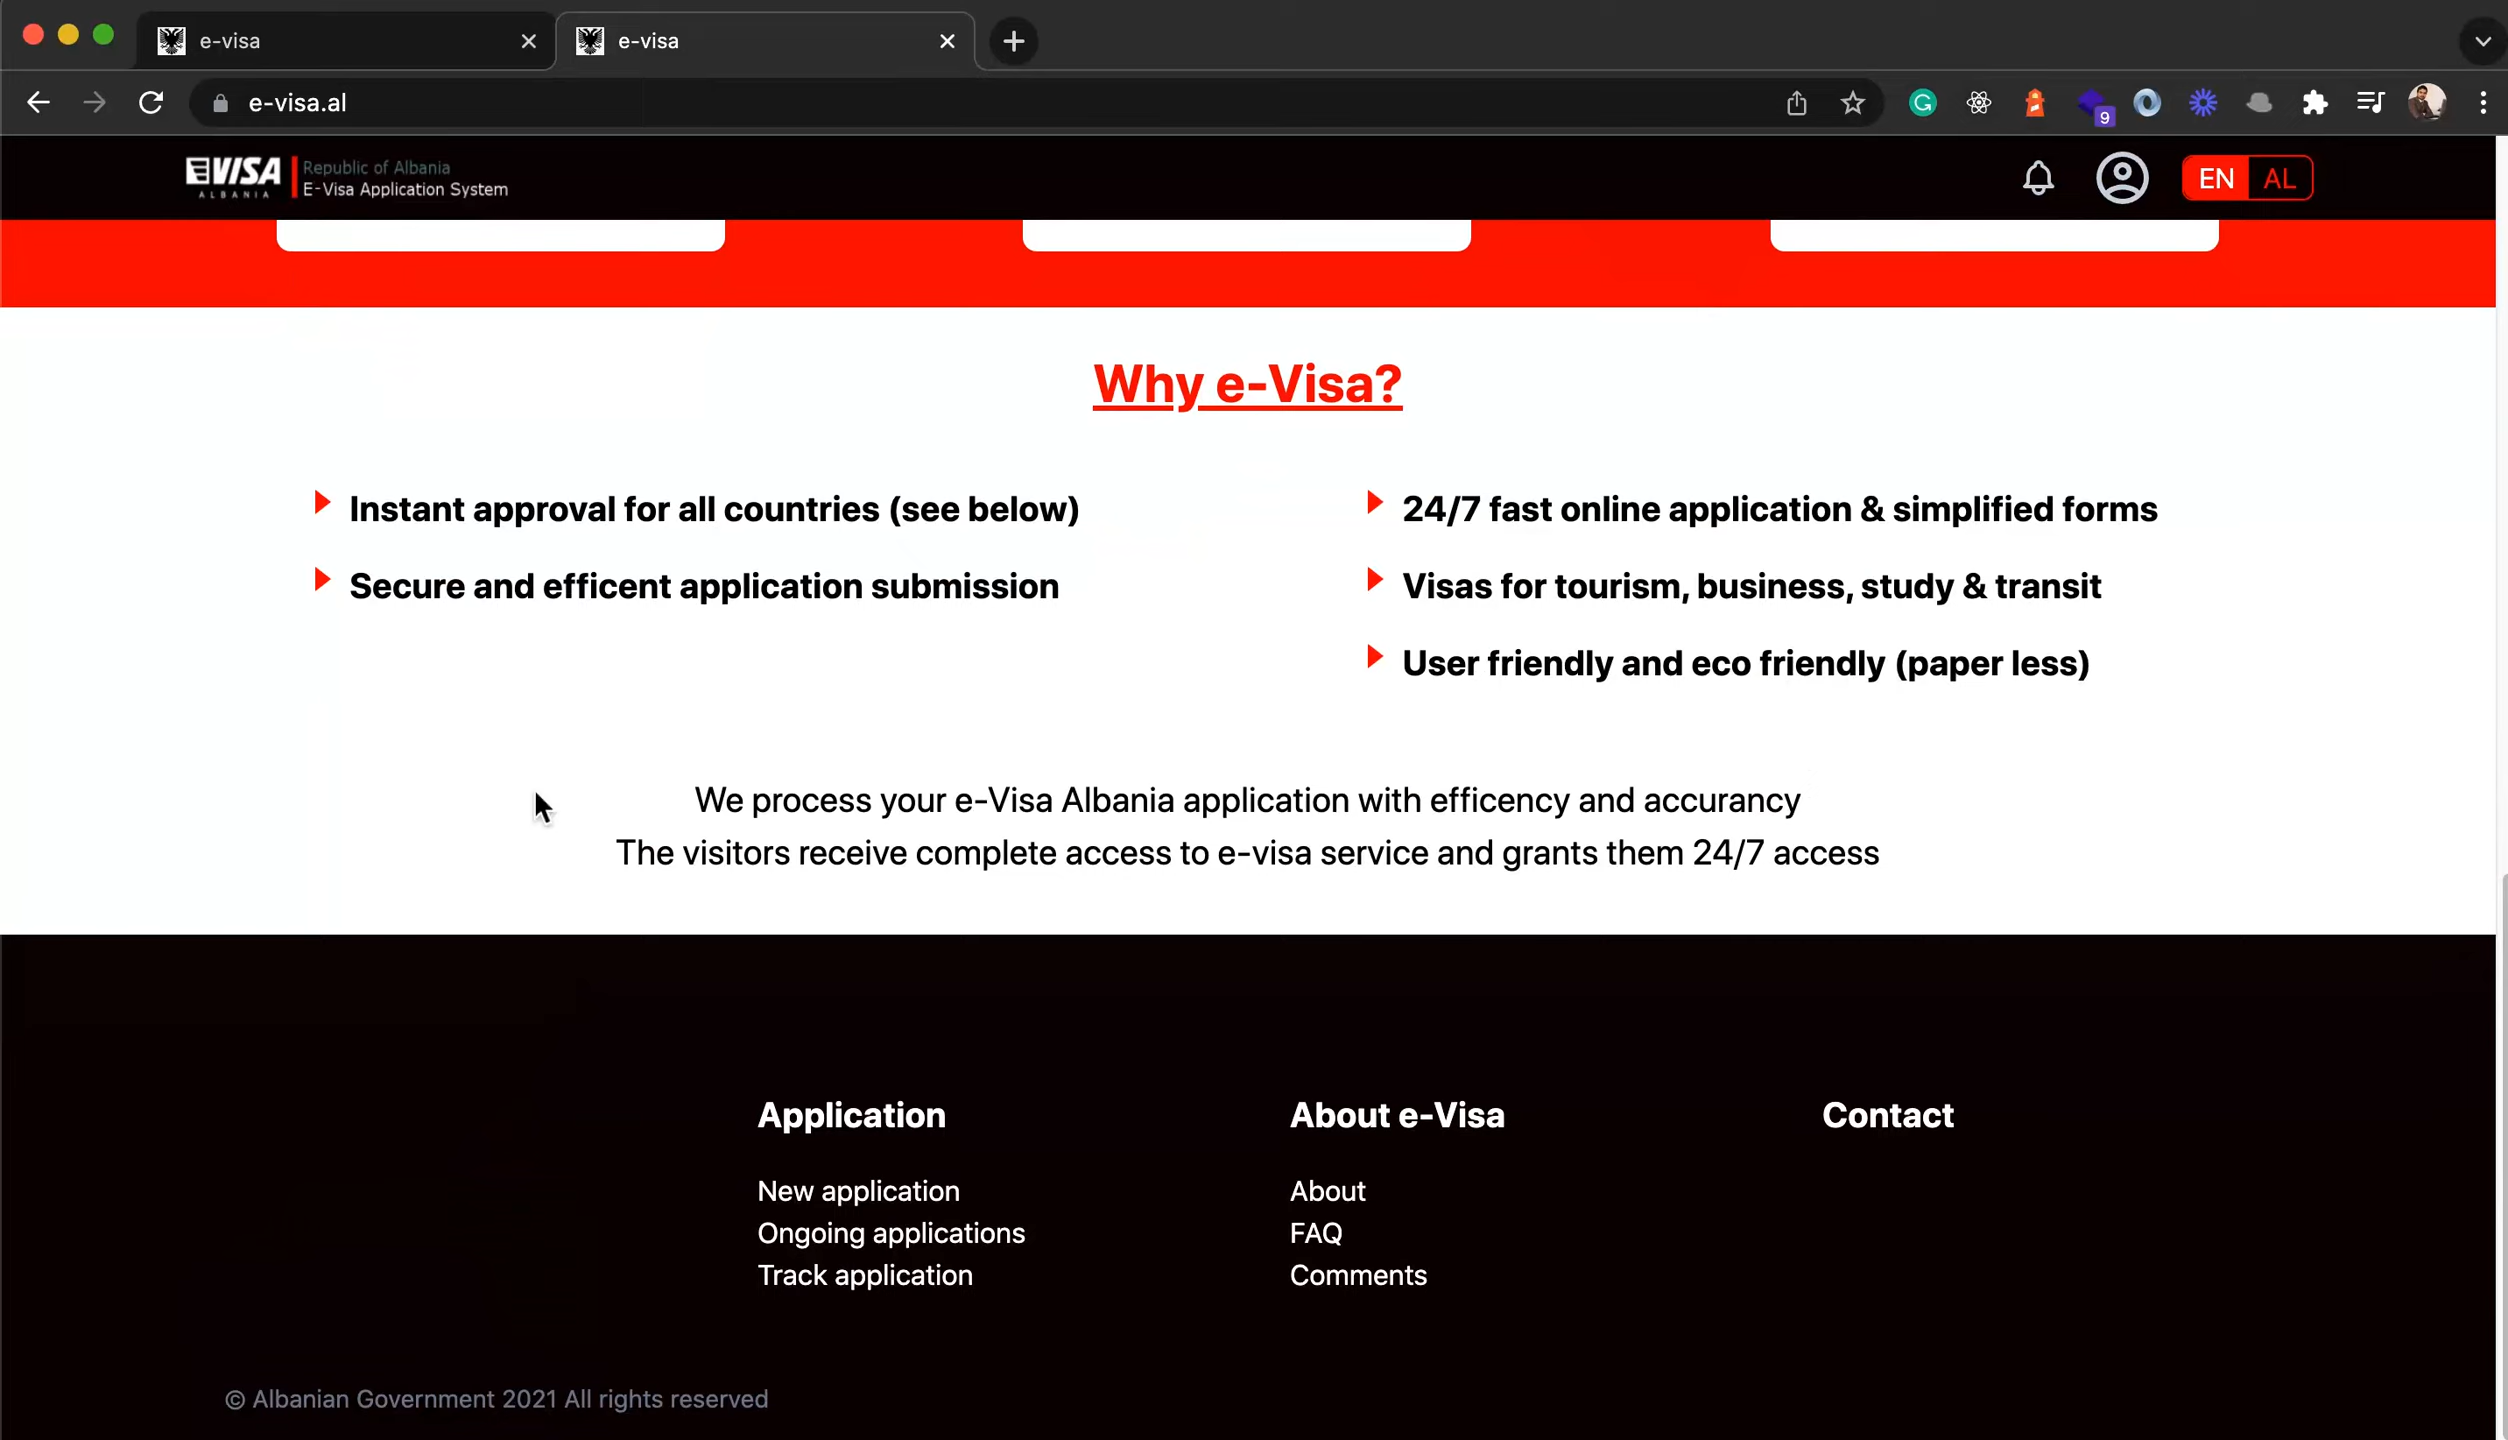 e-visa
e-visa
e-visa.al
9
EVISA
ALBANIA
Republic of Albania
E-Visa Application System
EN
AL
Why e-Visa?
Instant approval for all countries (see below)
Secure and efficent application submission
24/7 fast online application & simplified forms
Visas for tourism, business, study & transit
User friendly and eco friendly (paper less)
We process your e-Visa Albania application with efficency and accurancy
The visitors receive complete access to e-visa service and grants them 24/7 access
Application
New application
Ongoing applications
Track application
About e-Visa
About
FAQ
Comments
Contact
© Albanian Government 2021 All rights reserved